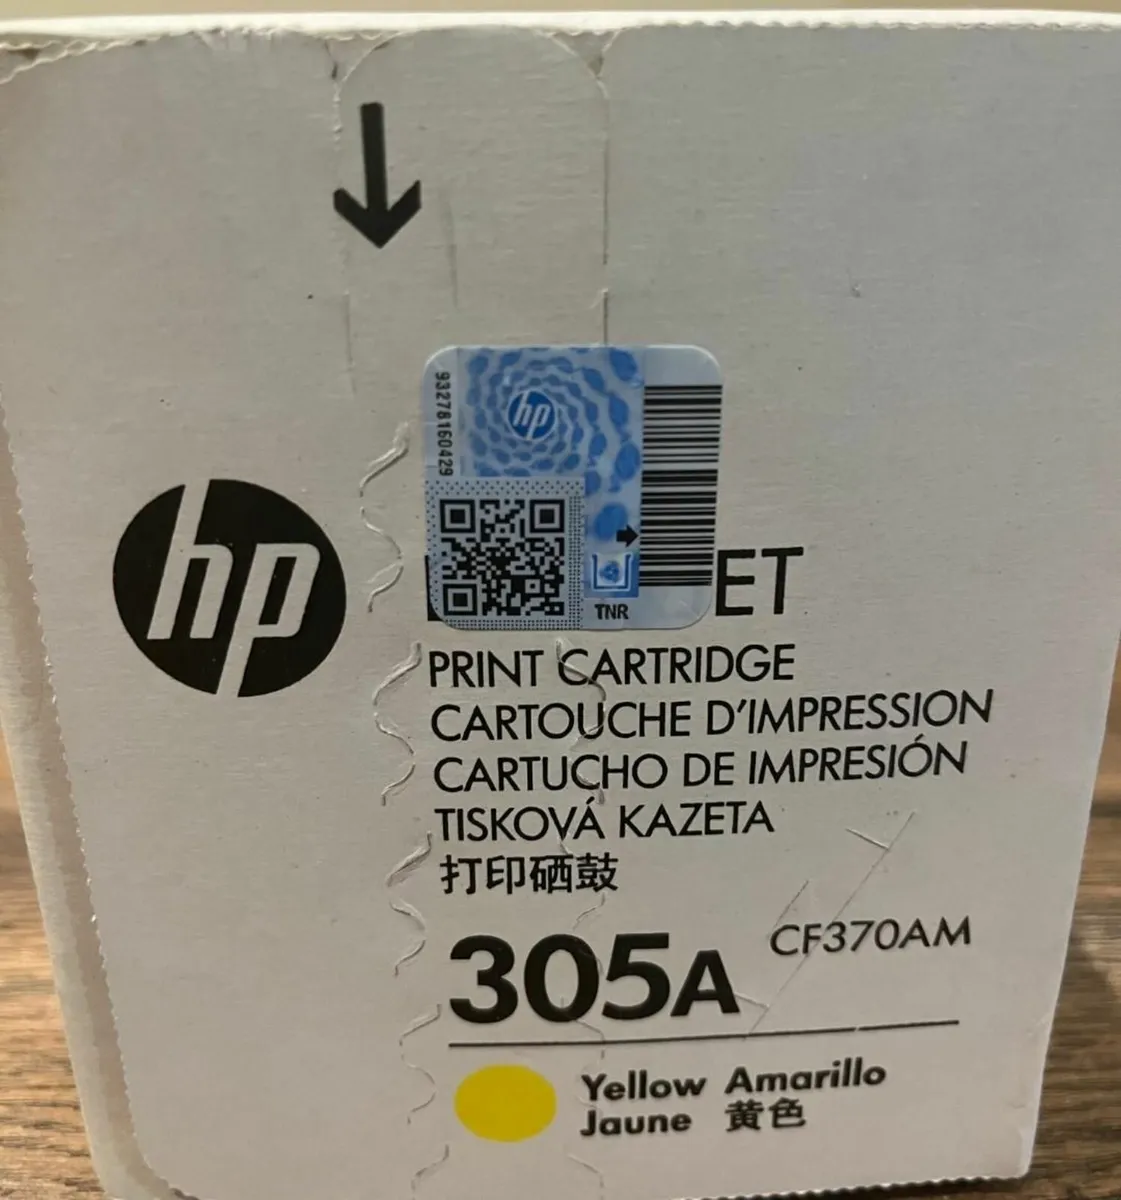 hp
93278160429
hp
TNR
ET
PRINT CARTRIDGE
CARTOUCHE D'IMPRESSION
CARTUCHO DE IMPRESIÓN
TISKOVÁ KAZETA
打印硒鼓
305A CF370AM
Yellow Amarillo
Jaune 黄色